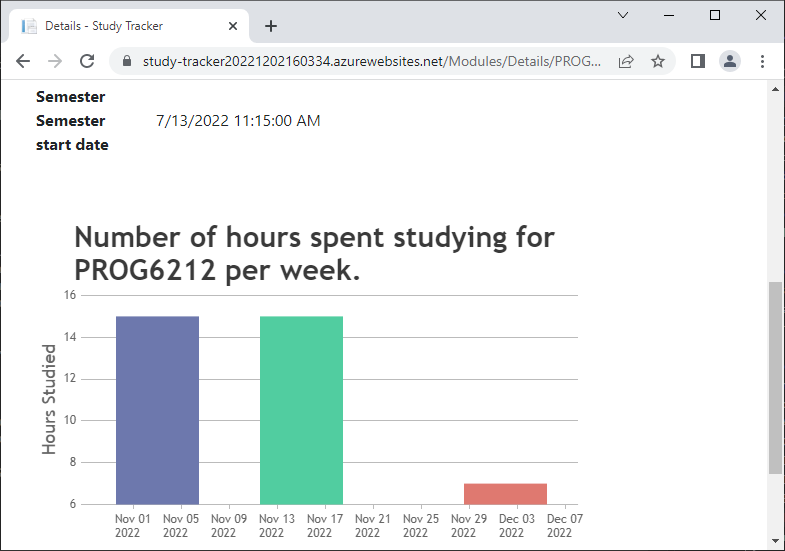 Details - Study Tracker
study-tracker20221202160334.azurewebsites.net/Modules/Details/PROG...
Semester
Semester 7/13/2022 11:15:00 AM
start date
Number of hours spent studying for
PROG6212 per week.
Hours Studied
16
14
12
10
8
6
Nov 01 Nov 05 Nov 09 Nov 13 Nov 17 Nov 21 Nov 25 Nov 29 Dec 03 Dec 07
2022 2022 2022 2022 2022 2022 2022 2022 2022 2022